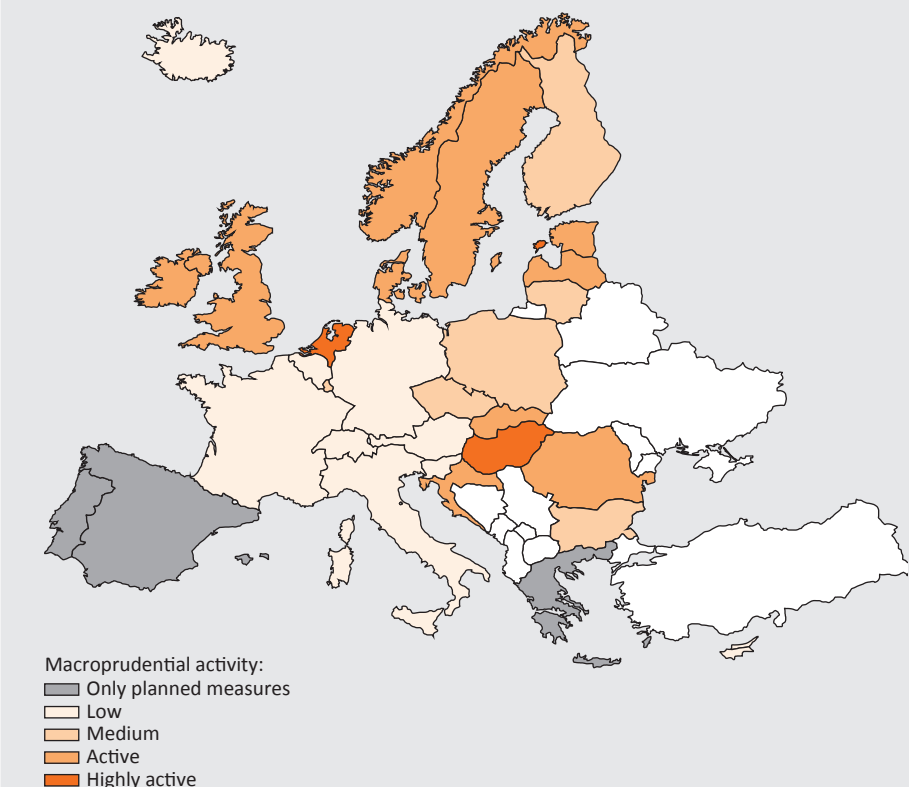 Macroprudential activity:
Only planned measures
Low
Medium
Active
Highly active